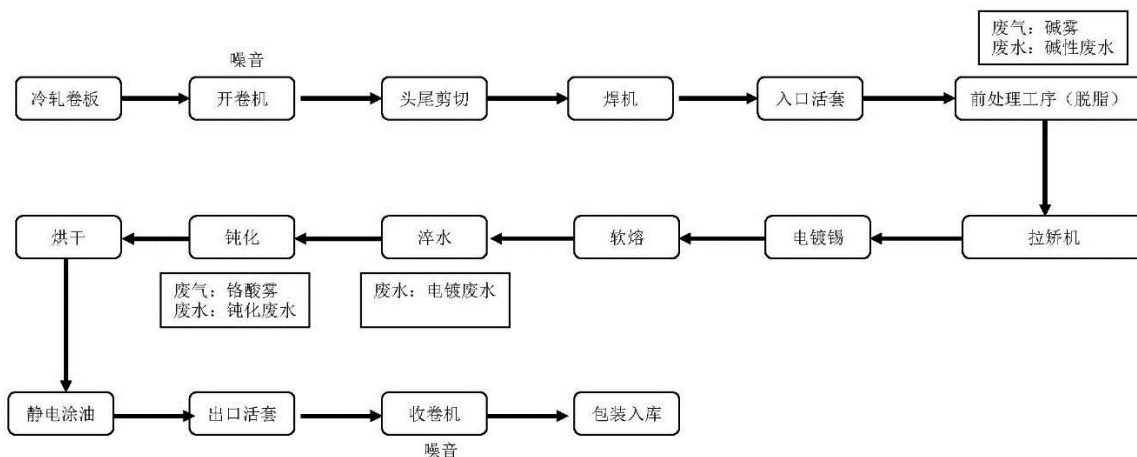 废气：碱雾
废水：碱性废水
噪音
冷轧卷板
开卷机
头尾剪切
焊机
入口活套
前处理工序（脱脂）
烘干
钝化
淬水
软熔
电镀锡
拉矫机
废气：铬酸雾
废水：钝化废水
废水：电镀废水
静电涂油
出口活套
收卷机
包装入库
噪音